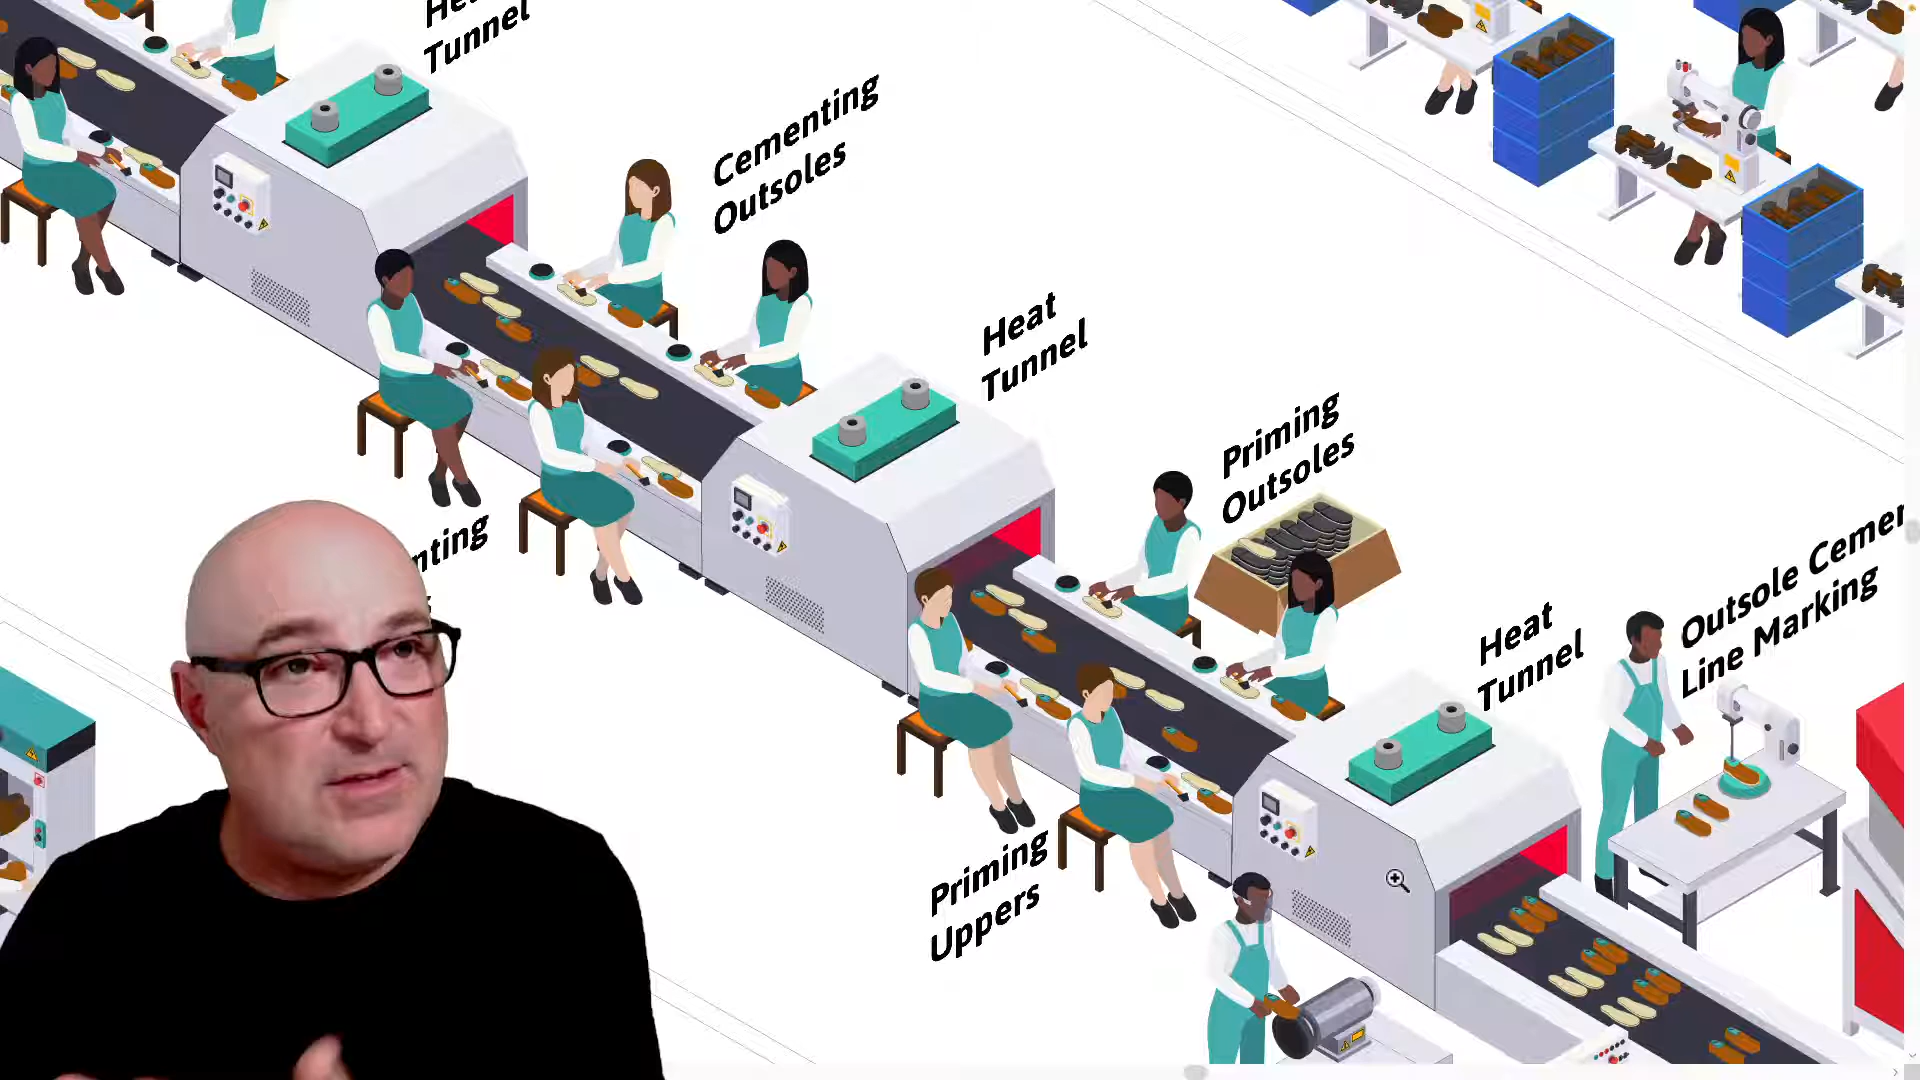 Tunnel
Cementing
Outsoles
Heat
Tunnel
Priming
Outsoles
Heat
Tunnel
Outsole Cemen
Line Marking
nting
Priming
Uppers